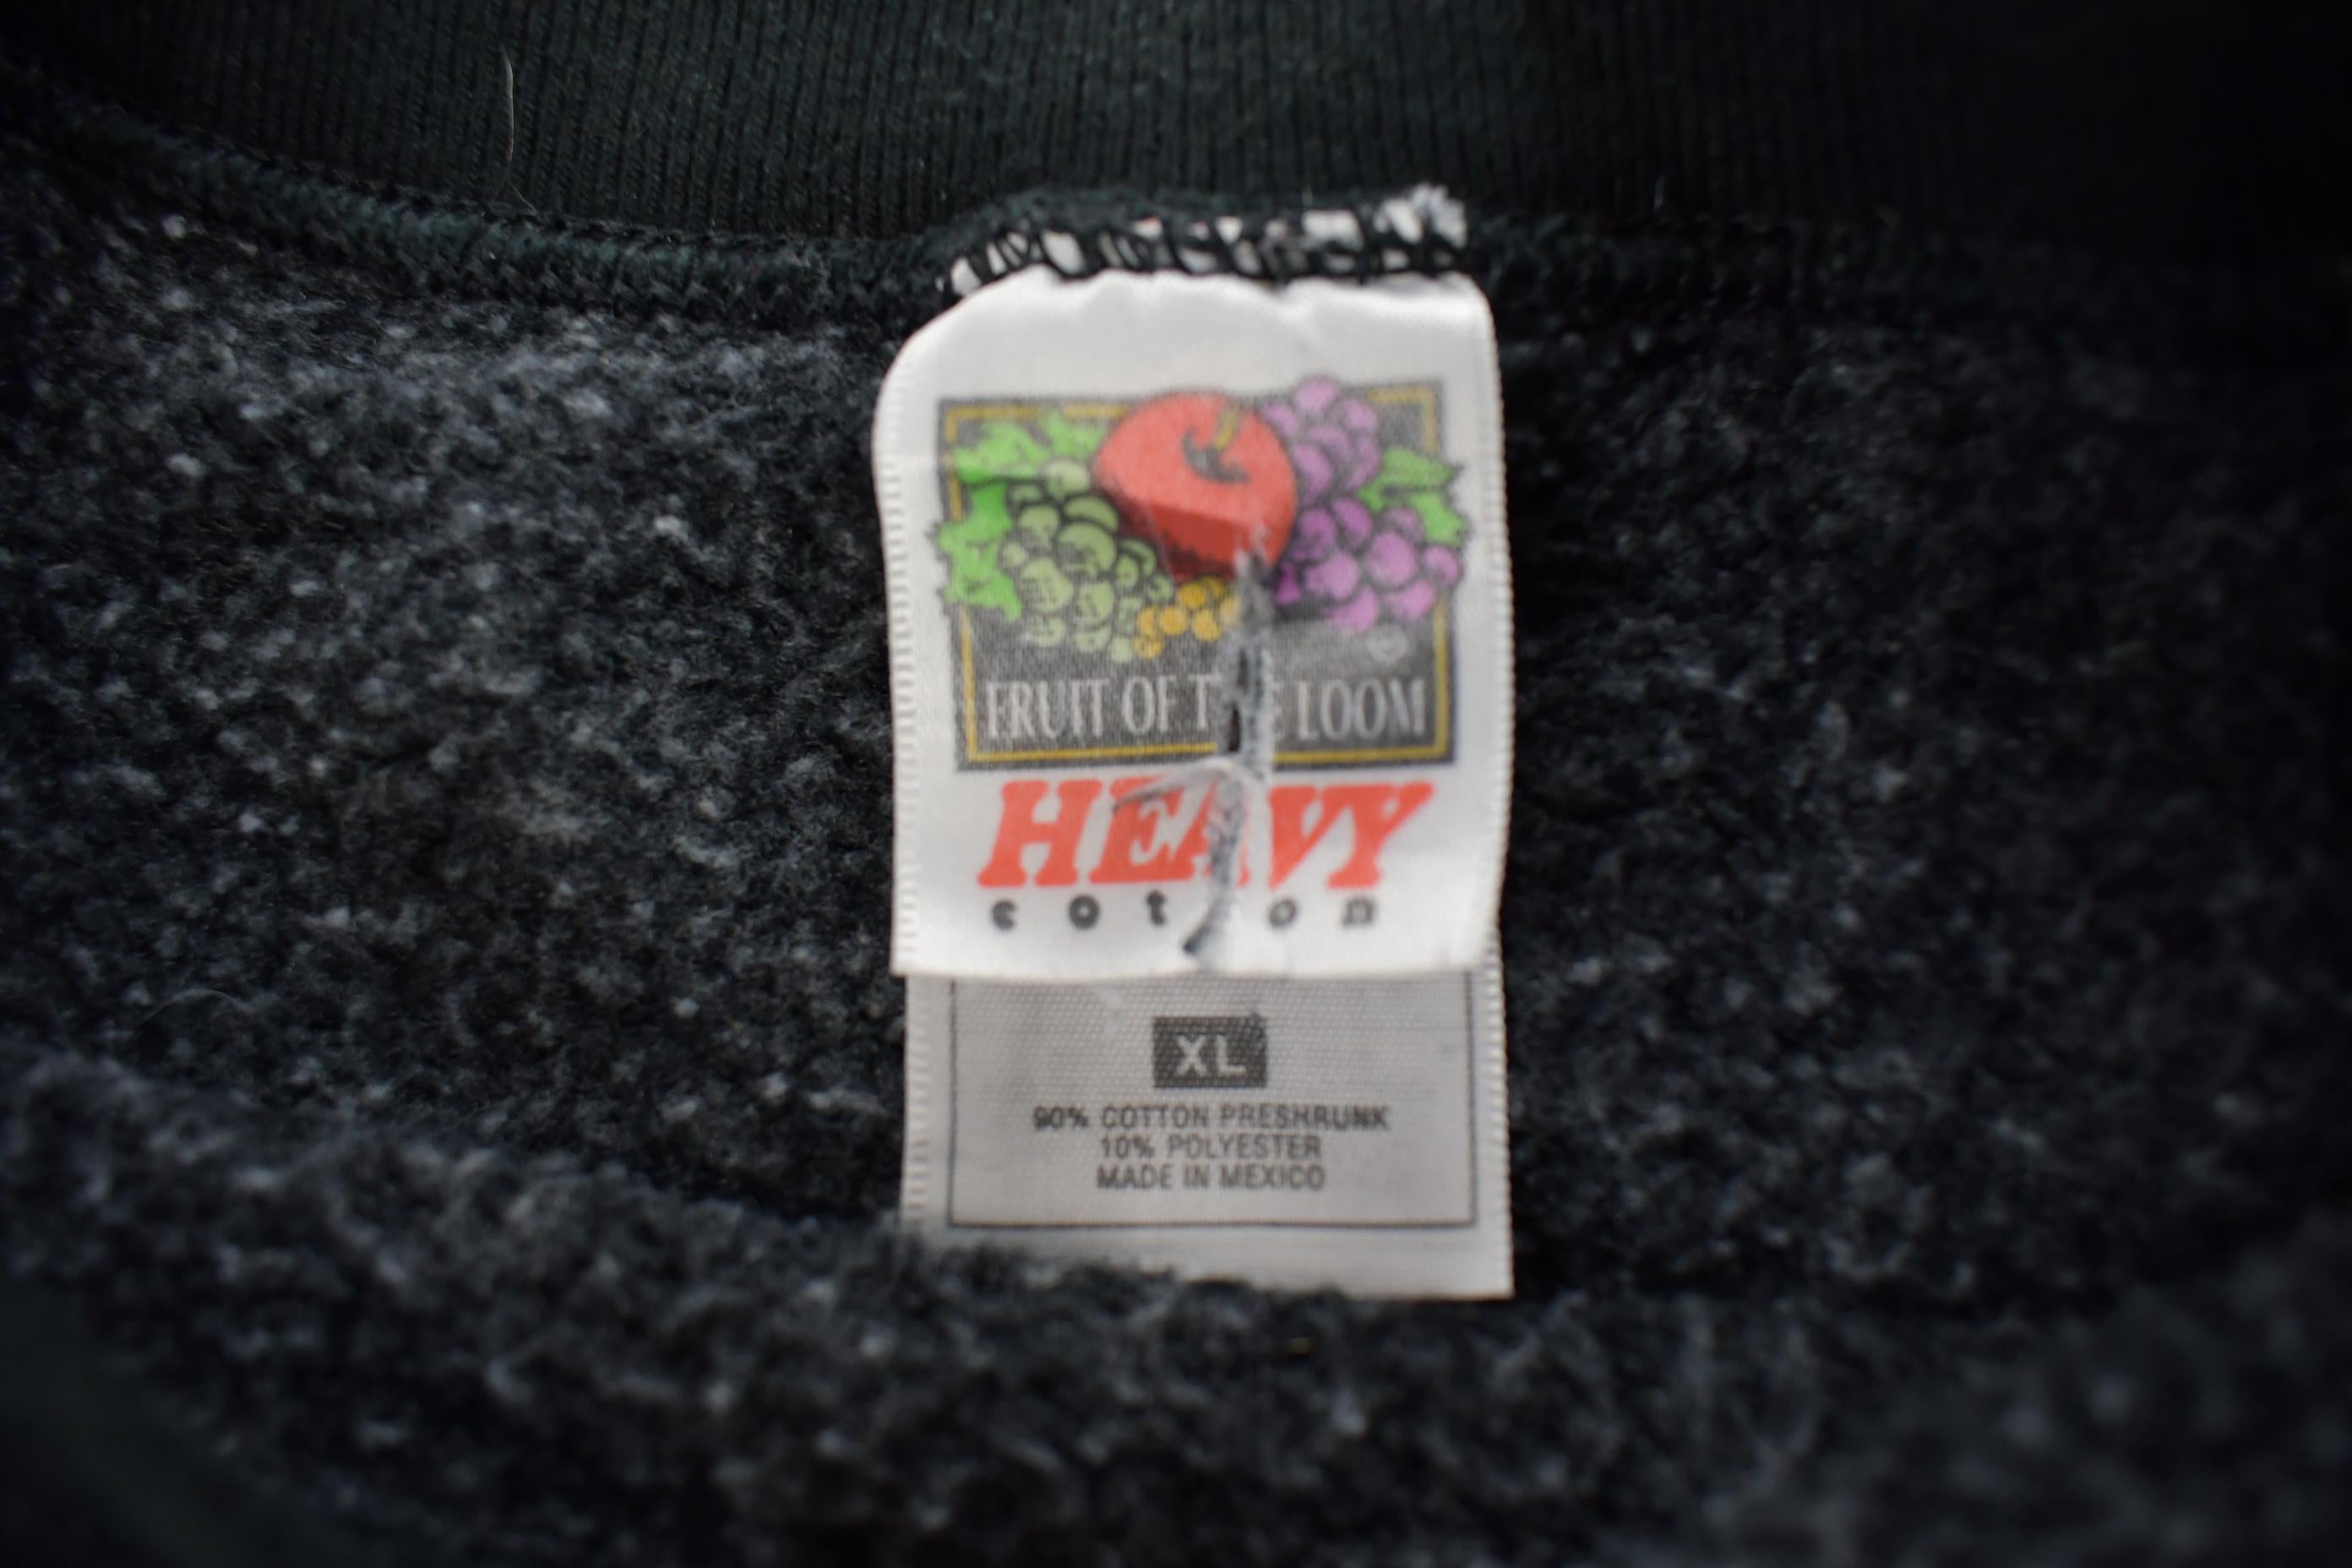 FRUIT OF THE LOOM
HEAVY
cotton
XL
90% COTTON PRESHRUNK
10% POLYESTER
MADE IN MEXICO